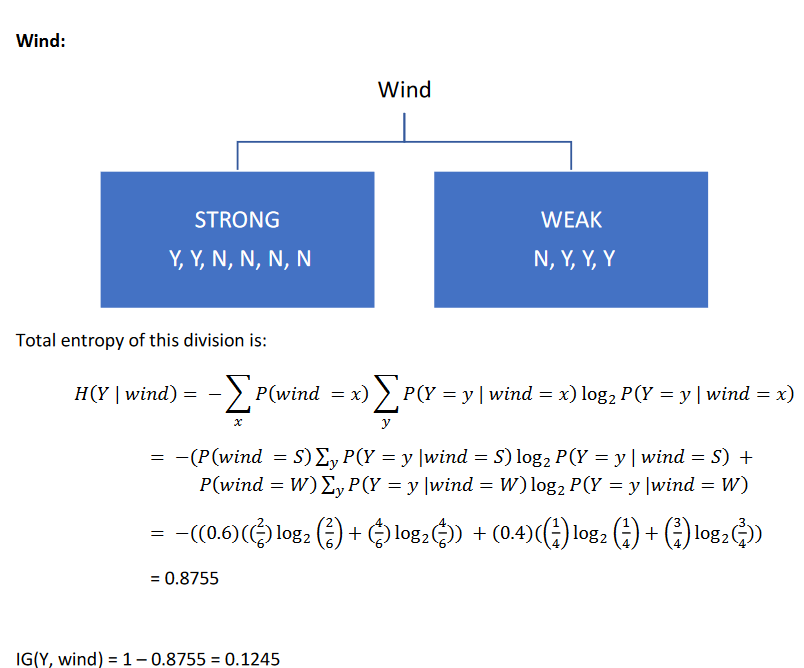 Wind:
Wind
STRONG
Y, Y, N, N, N, N
WEAK
N, Y, Y, Y
Total entropy of this division is:
H(Y | wind) = − ∑ₓ P(wind = x) ∑ᵧ P(Y = y | wind = x) log₂ P(Y = y | wind = x)
= −(P(wind = S) ∑ᵧ P(Y = y |wind = S) log₂ P(Y = y | wind = S) +
P(wind = W) ∑ᵧ P(Y = y |wind = W) log₂ P(Y = y |wind = W)
= −((0.6)((2/6) log₂ (2/6) + (4/6) log₂(4/6)) + (0.4)((1/4) log₂ (1/4) + (3/4) log₂(3/4))
= 0.8755
IG(Y, wind) = 1 – 0.8755 = 0.1245